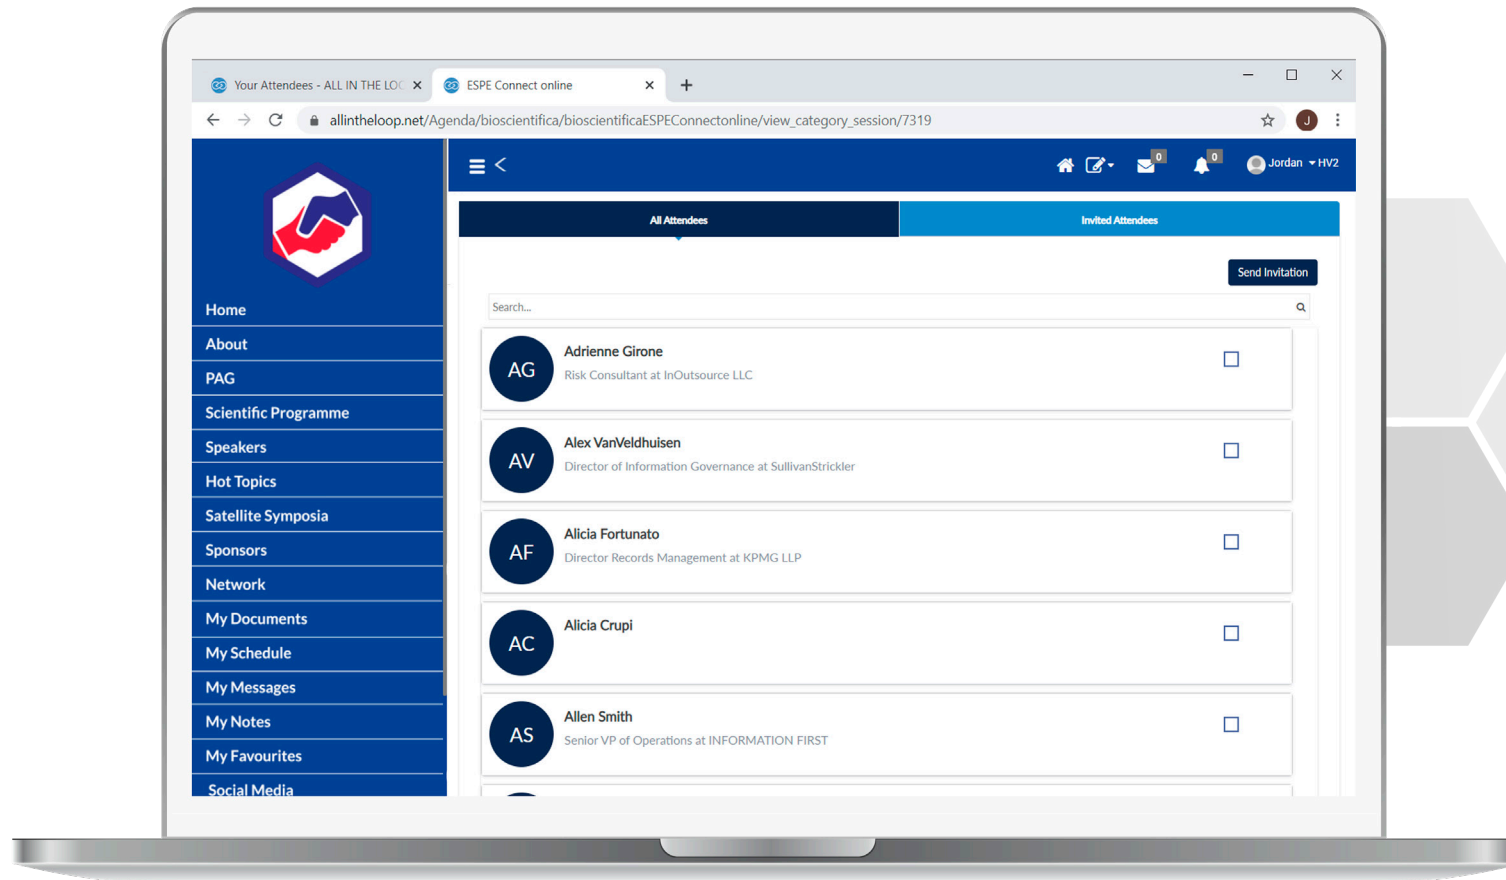 Your Attendees - ALL IN THE LOO
ESPE Connect online
allintheloop.net/Agenda/bioscientifica/bioscientificaESPEConnectonline/view_category_session/7319
J
0
0
Jordan
HV2
Home
About
PAG
Scientific Programme
Speakers
Hot Topics
Satellite Symposia
Sponsors
Network
My Documents
My Schedule
My Messages
My Notes
My Favourites
Social Media
All Attendees
Invited Attendees
Send Invitation
Search...
AG
Adrienne Girone
Risk Consultant at InOutsource LLC
AV
Alex VanVeldhuisen
Director of Information Governance at SullivanStrickler
AF
Alicia Fortunato
Director Records Management at KPMG LLP
AC
Alicia Crupi
AS
Allen Smith
Senior VP of Operations at INFORMATION FIRST